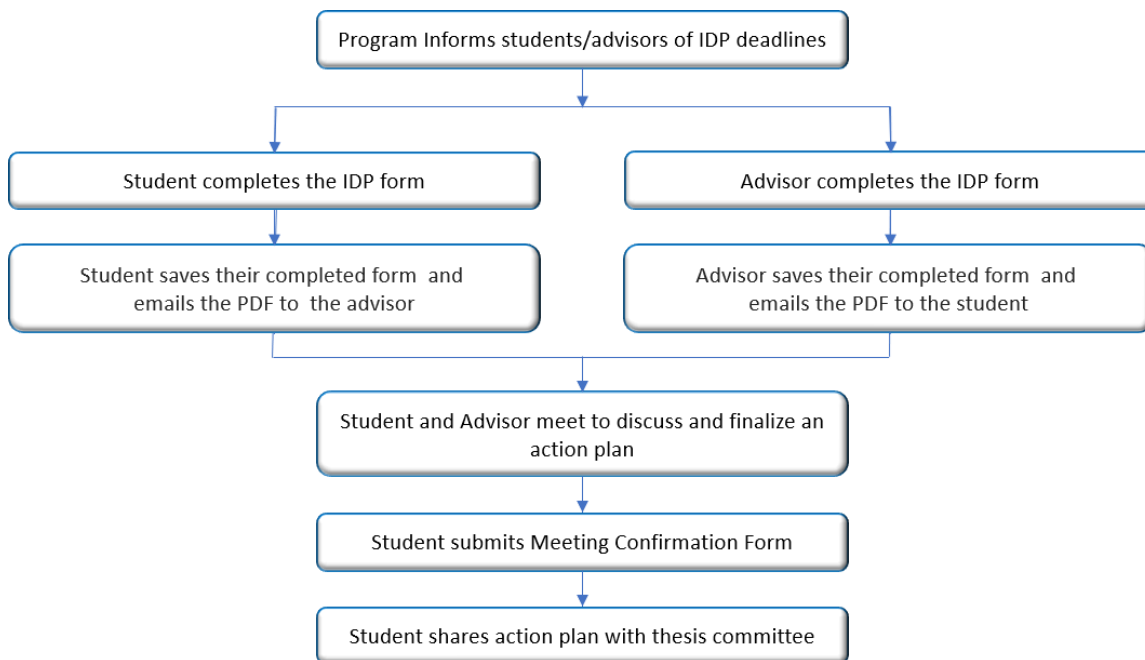 Program Informs students/advisors of IDP deadlines
Student completes the IDP form
Advisor completes the IDP form
Student saves their completed form and
emails the PDF to the advisor
Advisor saves their completed form and
emails the PDF to the student
Student and Advisor meet to discuss and finalize an
action plan
Student submits Meeting Confirmation Form
Student shares action plan with thesis committee